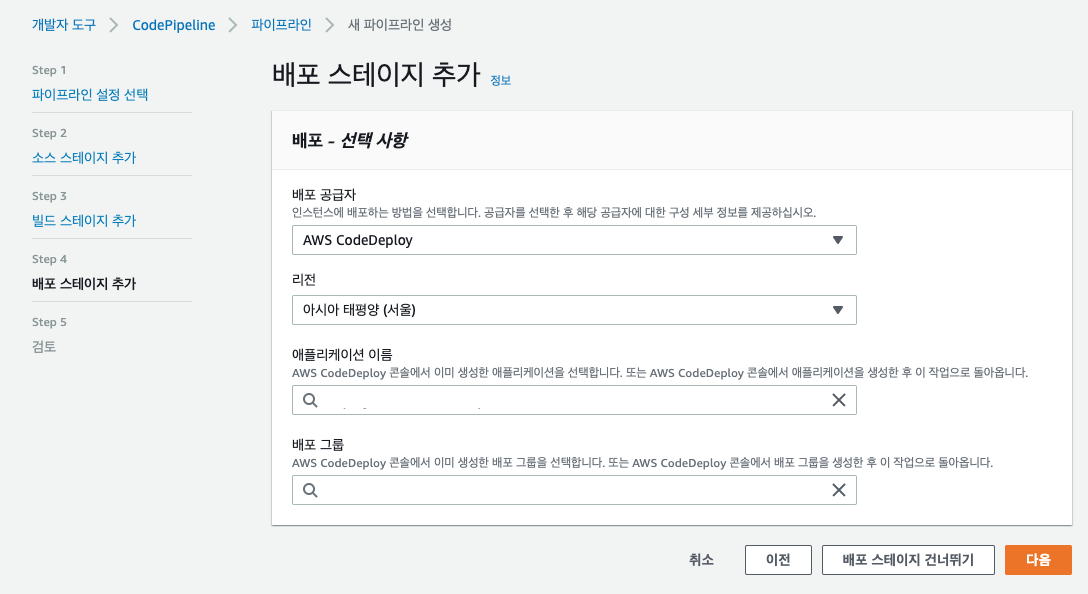 개발자 도구 CodePipeline 파이프라인 새 파이프라인 생성
Step 1
파이프라인 설정 선택
Step 2
소스 스테이지 추가
Step 3
빌드 스테이지 추가
Step 4
배포 스테이지 추가
Step 5
검토
배포 스테이지 추가 정보
배포 - 선택 사항
배포 공급자
인스턴스에 배포하는 방법을 선택합니다. 공급자를 선택한 후 해당 공급자에 대한 구성 세부 정보를 제공하십시오.
AWS CodeDeploy
리전
아시아 태평양 (서울)
애플리케이션 이름
AWS CodeDeploy 콘솔에서 이미 생성한 애플리케이션을 선택합니다. 또는 AWS CodeDeploy 콘솔에서 애플리케이션을 생성한 후 이 작업으로 돌아옵니다.
배포 그룹
AWS CodeDeploy 콘솔에서 이미 생성한 배포 그룹을 선택합니다. 또는 AWS CodeDeploy 콘솔에서 배포 그룹을 생성한 후 이 작업으로 돌아옵니다.
취소 이전 배포 스테이지 건너뛰기 다음